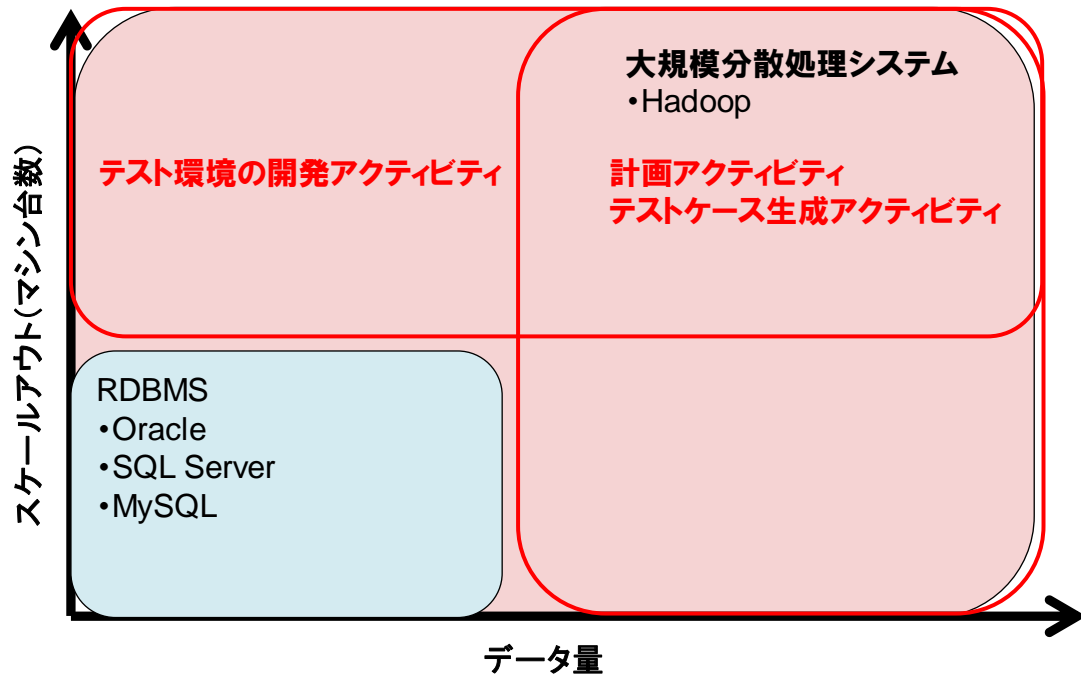 大規模分散処理システム
・Hadoop
テスト環境の開発アクティビティ
計画アクティビティ
テストケース生成アクティビティ
スケールアウト(マシン台数)
RDBMS
・Oracle
・SQL Server
・MySQL
データ量